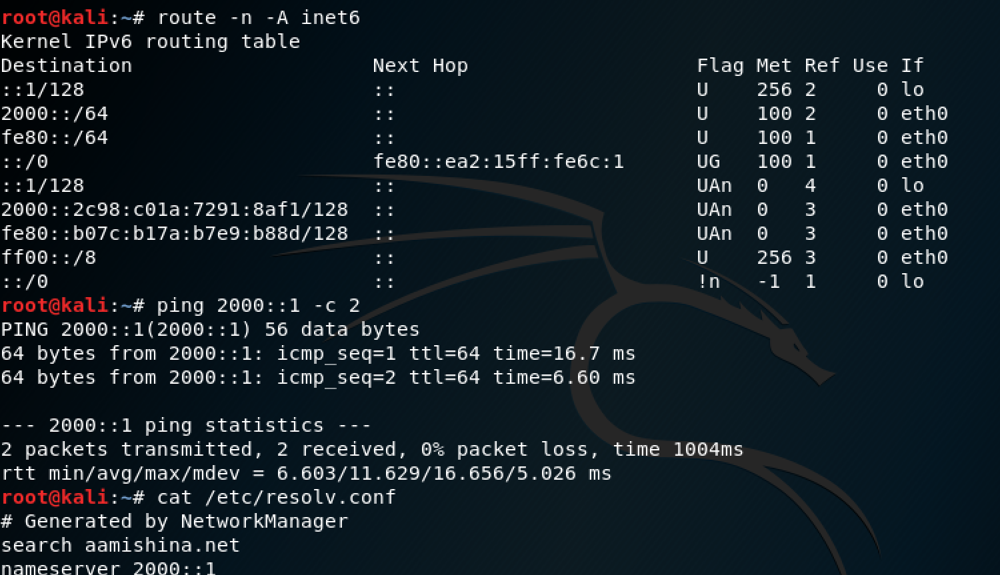 root@kali:~# route -n -A inet6
Kernel IPv6 routing table
Destination                    Next Hop                   Flag Met Ref Use If
::1/128                        ::                         U    256 2     0 lo
2000::/64                      ::                         U    100 2     0 eth0
fe80::/64                      ::                         U    100 1     0 eth0
::/0                           fe80::ea2:15ff:fe6c:1      UG   100 1     0 eth0
::1/128                        ::                         UAn  0   4     0 lo
2000::2c98:c01a:7291:8af1/128  ::                         UAn  0   3     0 eth0
fe80::b07c:b17a:b7e9:b88d/128  ::                         UAn  0   3     0 eth0
ff00::/8                       ::                         U    256 3     0 eth0
::/0                           ::                         !n   -1  1     0 lo
root@kali:~# ping 2000::1 -c 2
PING 2000::1(2000::1) 56 data bytes
64 bytes from 2000::1: icmp_seq=1 ttl=64 time=16.7 ms
64 bytes from 2000::1: icmp_seq=2 ttl=64 time=6.60 ms

--- 2000::1 ping statistics ---
2 packets transmitted, 2 received, 0% packet loss, time 1004ms
rtt min/avg/max/mdev = 6.603/11.629/16.656/5.026 ms
root@kali:~# cat /etc/resolv.conf
# Generated by NetworkManager
search aamishina.net
nameserver 2000::1